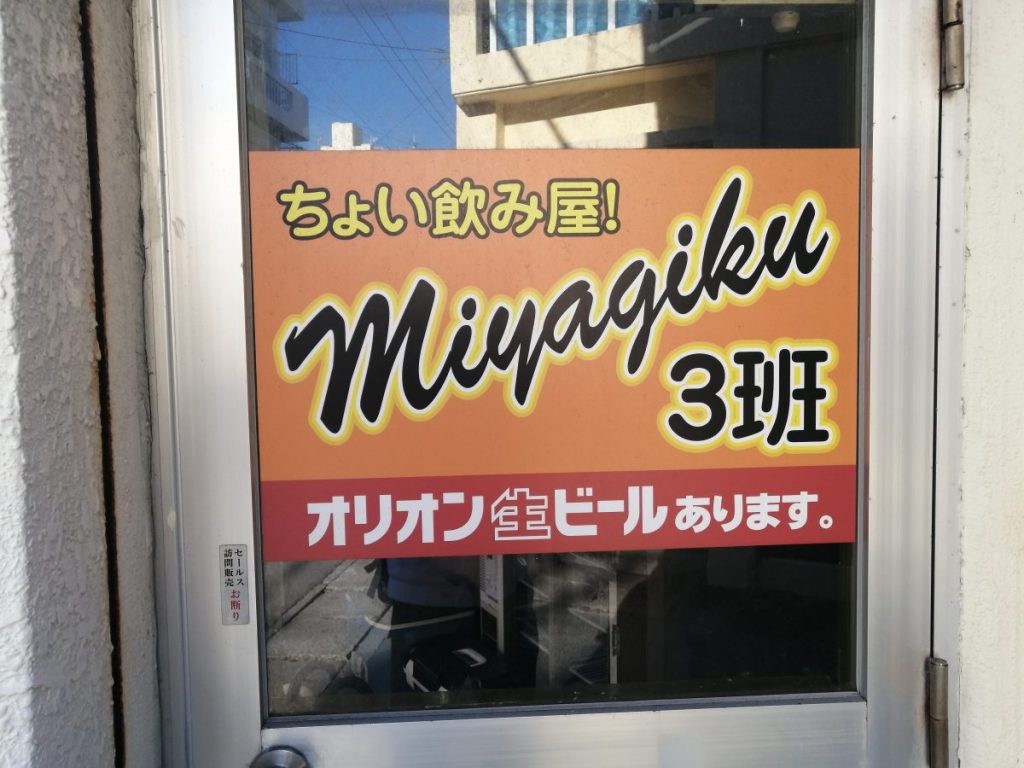 ちょい飲み屋!
Miyagiku
3班
オリオン生ビールあります。
セールス
訪問販売お断り